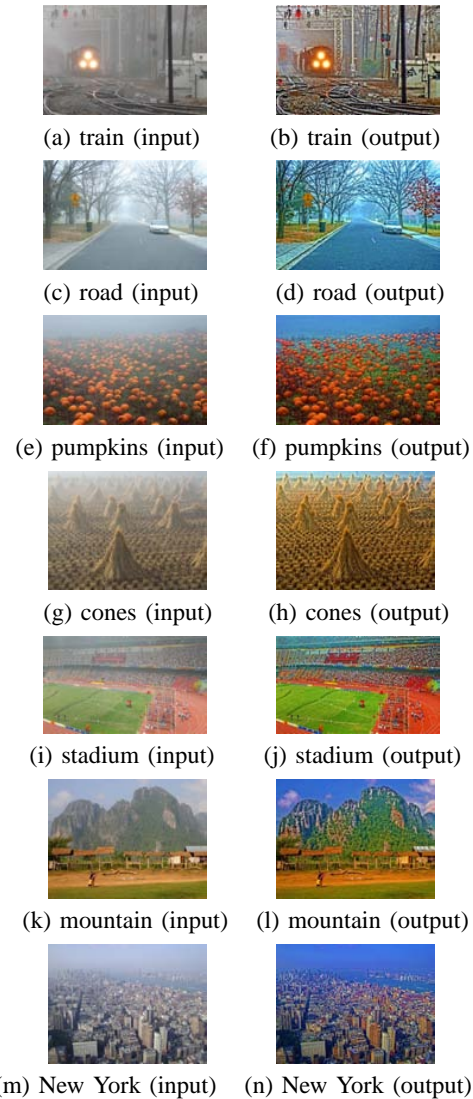 (a) train (input) (b) train (output)
(c) road (input) (d) road (output)
(e) pumpkins (input) (f) pumpkins (output)
(g) cones (input) (h) cones (output)
(i) stadium (input) (j) stadium (output)
(k) mountain (input) (l) mountain (output)
(m) New York (input) (n) New York (output)